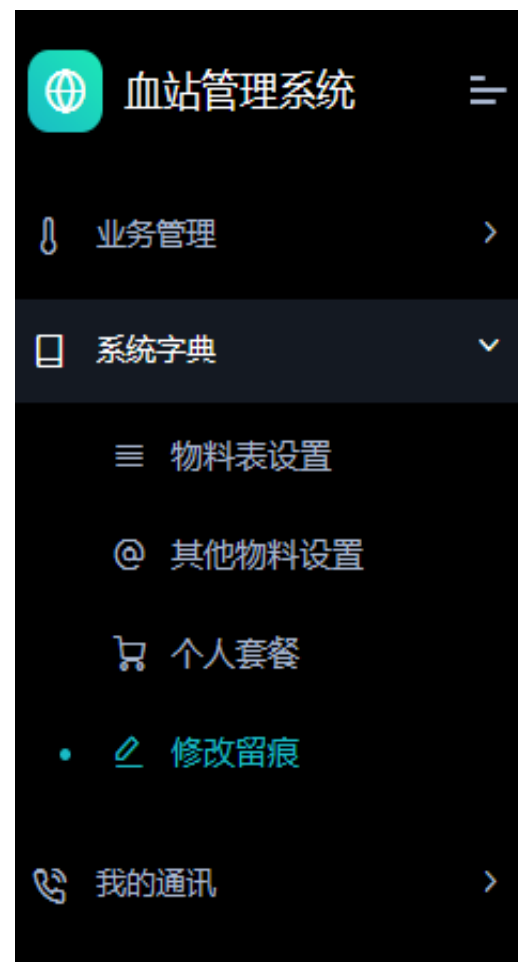 血站管理系统
业务管理
系统字典
物料表设置
其他物料设置
个人套餐
修改留痕
我的通讯